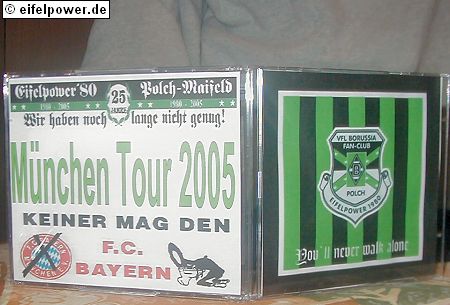 © eifelpower.de
Eifelpower'80
25
JAHRE
Polch-Maifeld
1980 - 2005
1980 - 2005
Wir haben noch lange nicht genug!
München Tour 2005
KEINER MAG DEN
F.C.
BAYERN
VFL BORUSSIA
FAN-CLUB
POLCH
EIFELPOWER 1980
You'll never walk alone